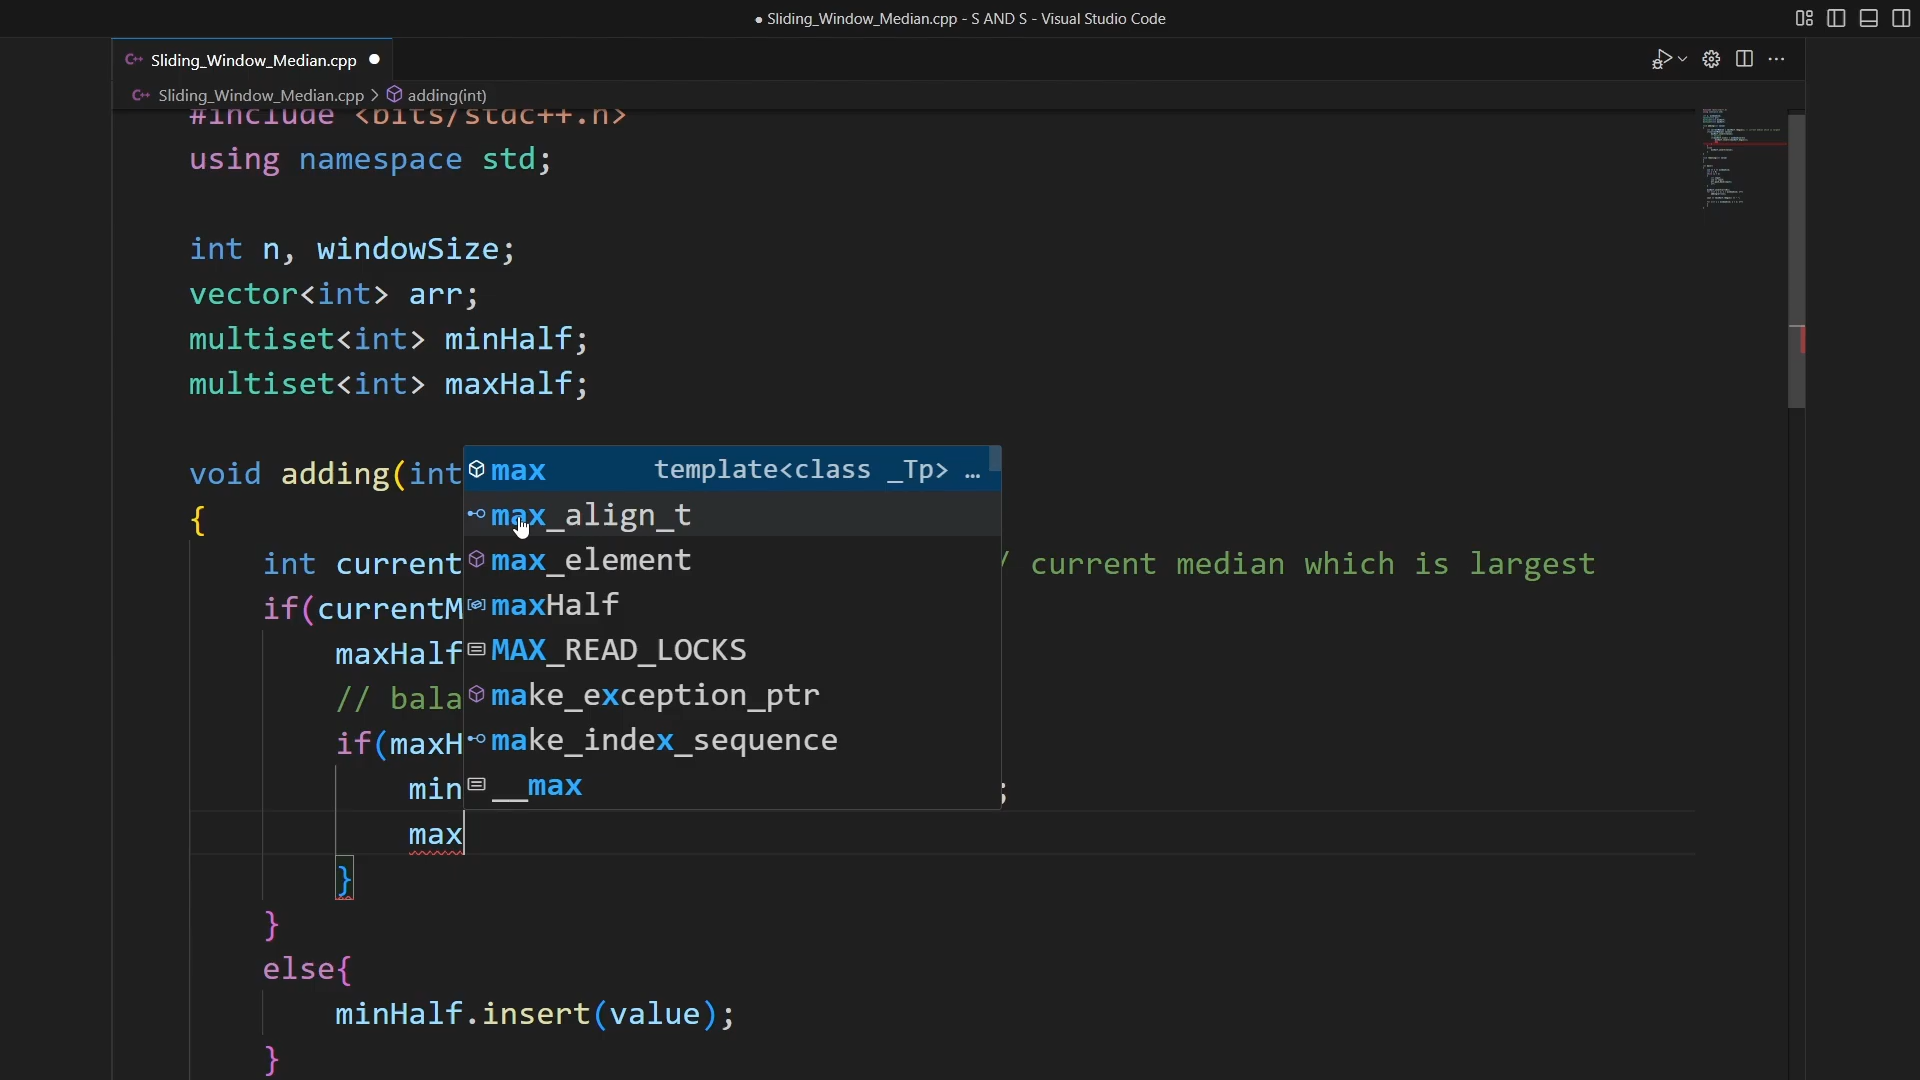 ● Sliding_Window_Median.cpp - S AND S - Visual Studio Code
C++ Sliding_Window_Median.cpp ●
C++ Sliding_Window_Median.cpp > adding(int)
#include <bits/stdc++.h>
using namespace std;
int n, windowSize;
vector<int> arr;
multiset<int> minHalf;
multiset<int> maxHalf;
void adding(int
{
int current
/ current median which is largest
if(currentM
maxHalf
// bala
if(maxH
min
;
max
}
}
else{
minHalf.insert(value);
}
max template<class _Tp> …
max_align_t
max_element
maxHalf
MAX_READ_LOCKS
make_exception_ptr
make_index_sequence
__max